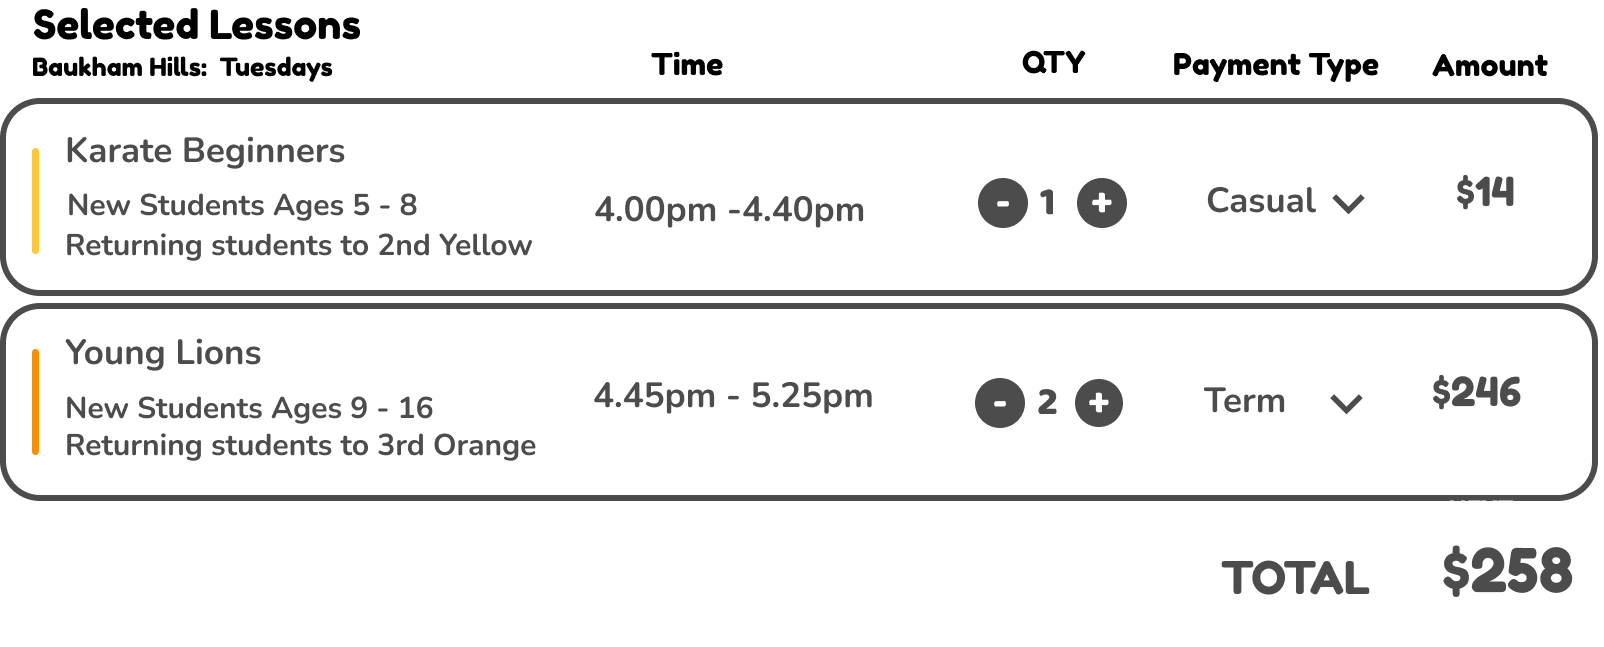 Selected Lessons
Baukham Hills: Tuesdays
Time QTY Payment Type Amount
Karate Beginners
New Students Ages 5 - 8
Returning students to 2nd Yellow
4.00pm -4.40pm - 1 + Casual $14
Young Lions
New Students Ages 9 - 16
Returning students to 3rd Orange
4.45pm - 5.25pm - 2 + Term $246
TOTAL $258